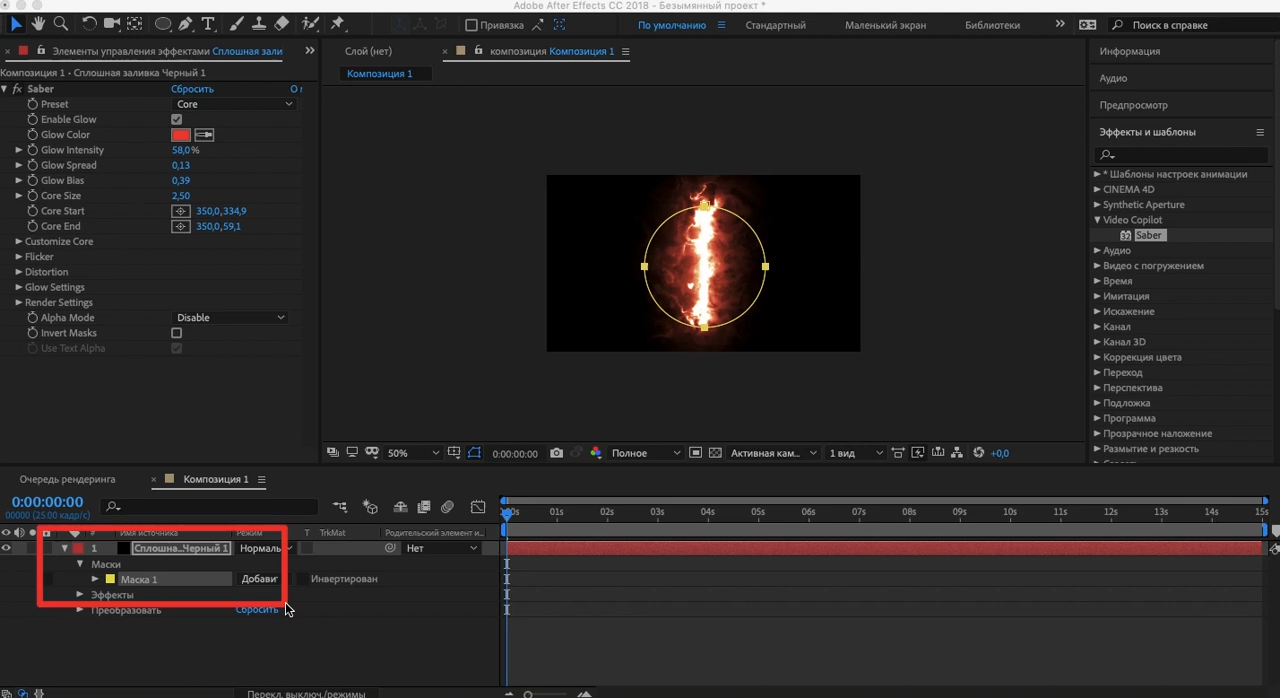 Adobe After Effects CC 2018 - Безымянный проект *
Привязка
По умолчанию
Стандартный
Маленький экран
Библиотеки
Поиск в справке
Элементы управления эффектами Сплошная зали
Композиция 1 • Сплошная заливка Черный 1
fx Saber Сбросить О
Preset Core
Enable Glow
Glow Color
Glow Intensity 58,0%
Glow Spread 0,13
Glow Bias 0,39
Core Size 2,50
Core Start 350,0,334,9
Core End 350,0,59,1
Customize Core
Flicker
Distortion
Glow Settings
Render Settings
Alpha Mode Disable
Invert Masks
Use Text Alpha
Слой (нет)
композиция Композиция 1
Композиция 1
50%
0:00:00:00
Полное
Активная кам...
1 вид
+0,0
Информация
Аудио
Предпросмотр
Эффекты и шаблоны
* Шаблоны настроек анимации
CINEMA 4D
Synthetic Aperture
Video Copilot
Saber
Аудио
Видео с погружением
Время
Имитация
Искажение
Канал
Канал 3D
Коррекция цвета
Переход
Перспектива
Подложка
Программа
Прозрачное наложение
Размытие и резкость
Очередь рендеринга
Композиция 1
0:00:00:00
00000 (25.00 кадр/с)
# Имя источника Режим T TrkMat Родительский элемент и...
1 Сплошна...Черный 1 Нормаль Нет
Маски
Маска 1 Добави Инвертирован
Эффекты
Преобразовать Сбросить
00s 01s 02s 03s 04s 05s 06s 07s 08s 09s 10s 11s 12s 13s 14s 15s
Перекл. выключ./режимы